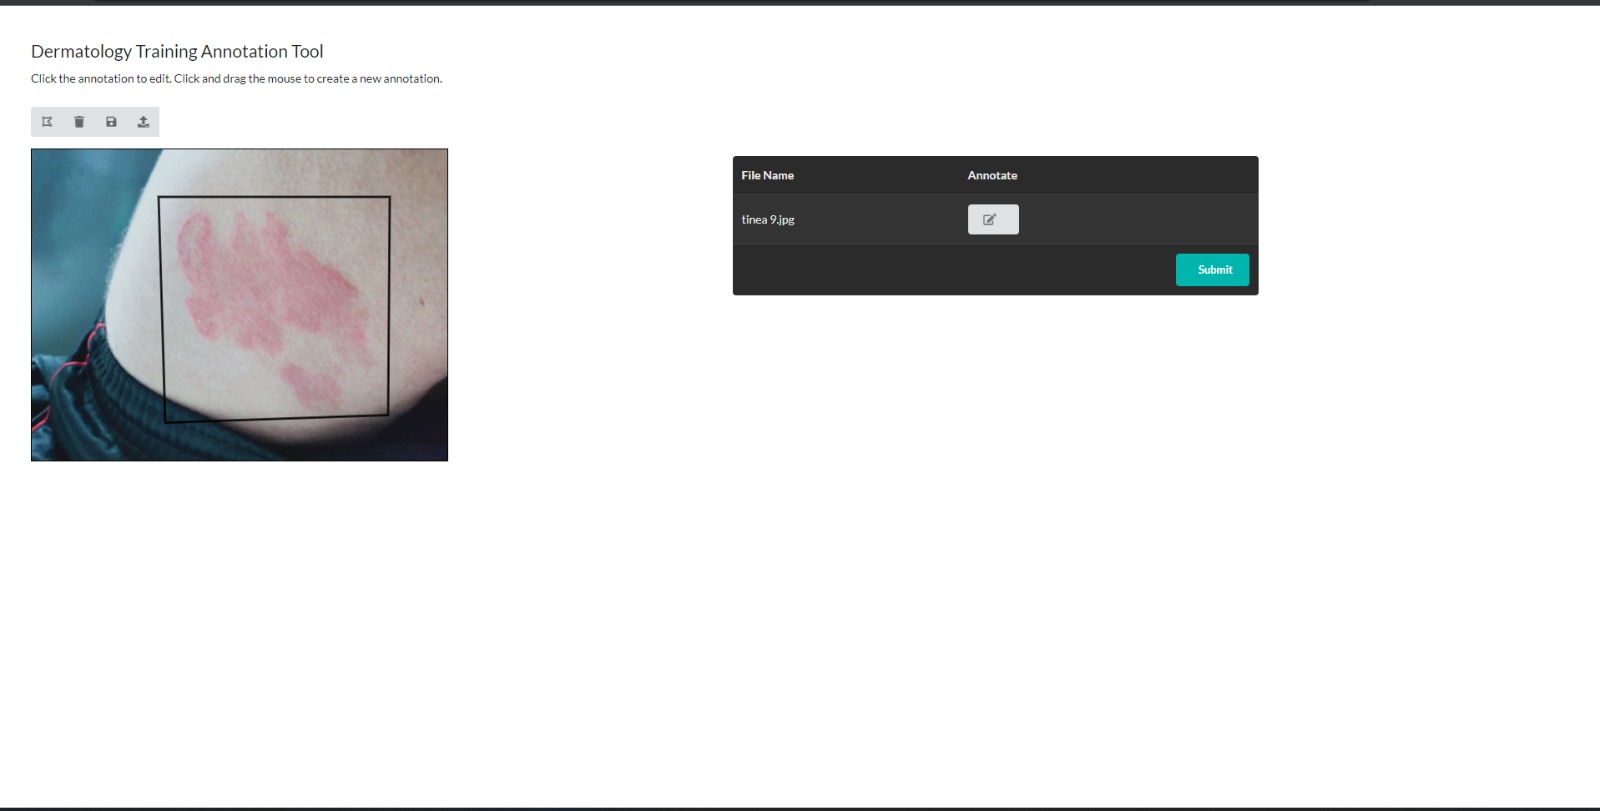 Dermatology Training Annotation Tool
Click the annotation to edit. Click and drag the mouse to create a new annotation.
File Name Annotate
tinea 9.jpg
Submit